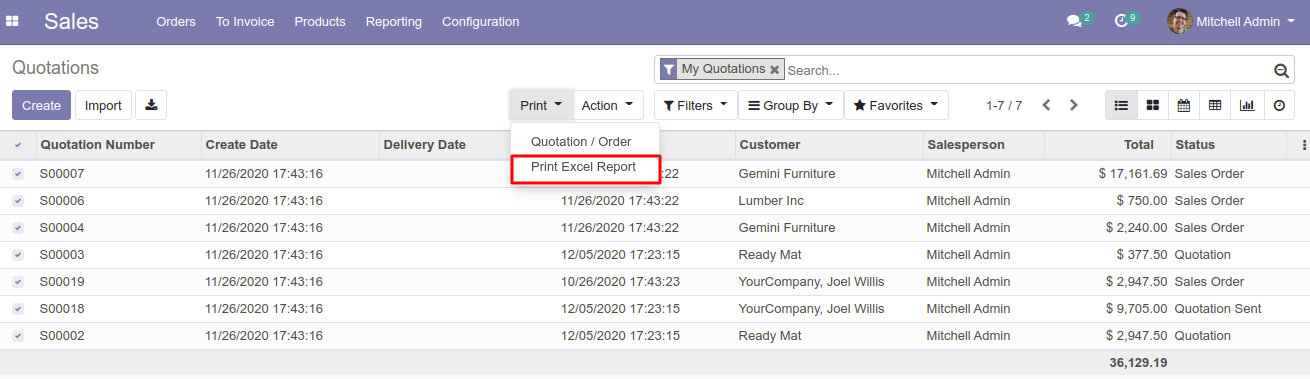 Sales Orders To Invoice Products Reporting Configuration 2 9 Mitchell Admin
Quotations My Quotations Search...
Create Import Print Action Filters Group By Favorites 1-7 / 7
Quotation / Order
Print Excel Report
Quotation Number Create Date Delivery Date Customer Salesperson Total Status
S00007 11/26/2020 17:43:16 :22 Gemini Furniture Mitchell Admin $ 17,161.69 Sales Order
S00006 11/26/2020 17:43:16 11/26/2020 17:43:22 Lumber Inc Mitchell Admin $ 750.00 Sales Order
S00004 11/26/2020 17:43:16 11/26/2020 17:43:22 Gemini Furniture Mitchell Admin $ 2,240.00 Sales Order
S00003 11/26/2020 17:43:16 12/05/2020 17:23:15 Ready Mat Mitchell Admin $ 377.50 Quotation
S00019 11/26/2020 17:43:16 10/26/2020 17:43:23 YourCompany, Joel Willis Mitchell Admin $ 2,947.50 Sales Order
S00018 11/26/2020 17:43:16 12/05/2020 17:23:15 YourCompany, Joel Willis Mitchell Admin $ 9,705.00 Quotation Sent
S00002 11/26/2020 17:43:16 12/05/2020 17:23:15 Ready Mat Mitchell Admin $ 2,947.50 Quotation
36,129.19